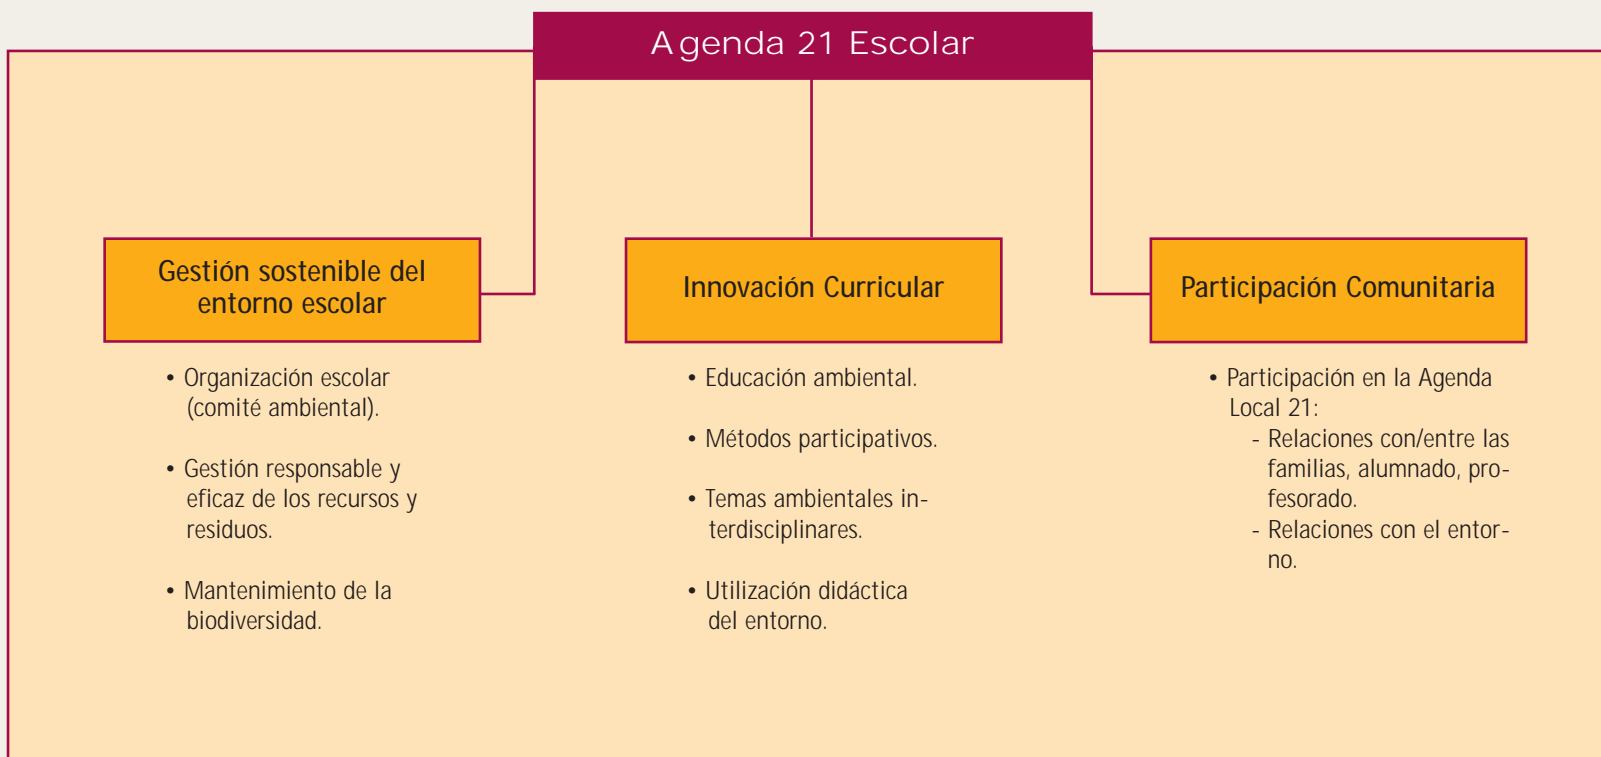 Agenda 21 Escolar
Gestión sostenible del
entorno escolar
• Organización escolar
(comité ambiental).
• Gestión responsable y
eficaz de los recursos y
residuos.
• Mantenimiento de la
biodiversidad.
Innovación Curricular
• Educación ambiental.
• Métodos participativos.
• Temas ambientales in-
terdisciplinares.
• Utilización didáctica
del entorno.
Participación Comunitaria
• Participación en la Agenda
Local 21:
- Relaciones con/entre las
familias, alumnado, pro-
fesorado.
- Relaciones con el entor-
no.